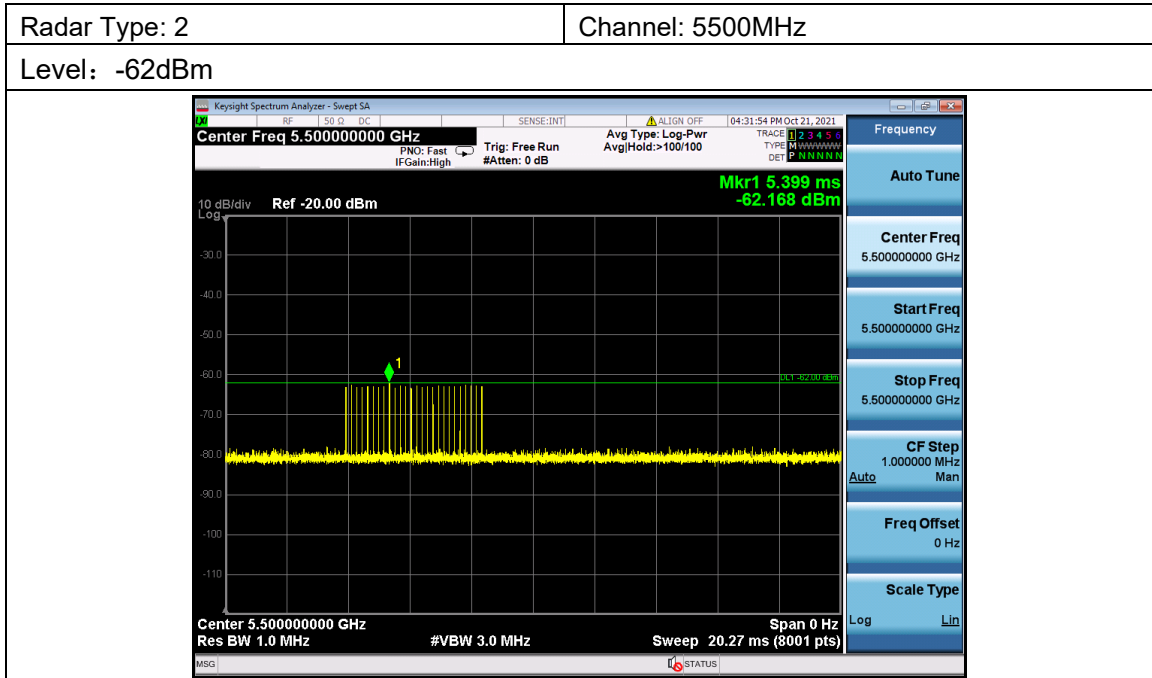 Radar Type: 2
Channel: 5500MHz
Level：-62dBm
Keysight Spectrum Analyzer - Swept SA
LXI RF 50 Ω DC SENSE:INT ALIGN OFF 04:31:54 PM Oct 21, 2021
Center Freq 5.500000000 GHz
PNO: Fast
IFGain:High
Trig: Free Run
#Atten: 0 dB
Avg Type: Log-Pwr
Avg|Hold:>100/100
TRACE 1 2 3 4 5 6
TYPE M WWWWW
DET P N N N N N
Mkr1 5.399 ms
-62.168 dBm
10 dB/div Ref -20.00 dBm
Log
-30.0
-40.0
-50.0
-60.0
-70.0
-80.0
-90.0
-100
-110
1
DL1 -62.00 dBm
Center 5.500000000 GHz Span 0 Hz
Res BW 1.0 MHz #VBW 3.0 MHz Sweep 20.27 ms (8001 pts)
MSG STATUS
Frequency
Auto Tune
Center Freq
5.500000000 GHz
Start Freq
5.500000000 GHz
Stop Freq
5.500000000 GHz
CF Step
1.000000 MHz
Auto Man
Freq Offset
0 Hz
Scale Type
Log Lin